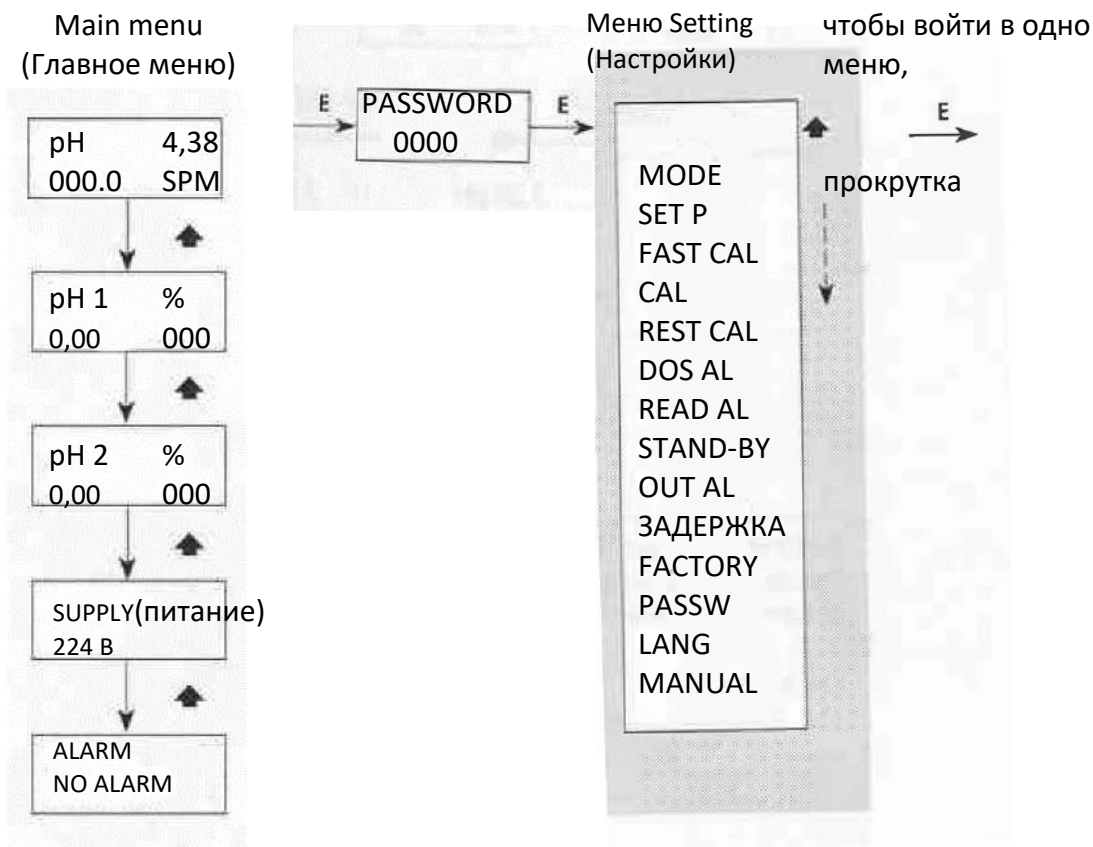 Main menu
(Главное меню)
pH 4,38
000.0 SPM
pH 1 %
0,00 000
pH 2 %
0,00 000
SUPPLY(питание)
224 В
ALARM
NO ALARM
E
PASSWORD
0000
E
Меню Setting
(Настройки)
MODE
SET P
FAST CAL
CAL
REST CAL
DOS AL
READ AL
STAND-BY
OUT AL
ЗАДЕРЖКА
FACTORY
PASSW
LANG
MANUAL
чтобы войти в одно
меню,
E
прокрутка